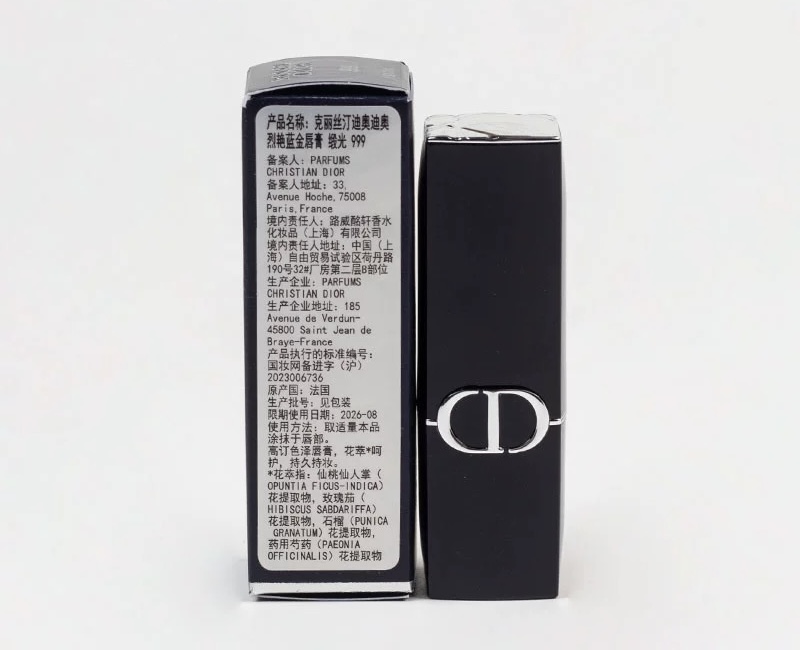 产品名称：克丽丝汀迪奥迪奥
烈艳蓝金唇膏 缎光 999
备案人：PARFUMS
CHRISTIAN DIOR
备案人地址：33,
Avenue Hoche,75008
Paris,France
境内责任人：路威酩轩香水
化妆品（上海）有限公司
境内责任人地址：中国（上
海）自由贸易试验区荷丹路
190号32#厂房第二层B部位
生产企业：PARFUMS
CHRISTIAN DIOR
生产企业地址：185
Avenue de Verdun-
45800 Saint Jean de
Braye-France
产品执行的标准编号：
国妆网备进字（沪）
2023006736
原产国：法国
生产批号：见包装
限期使用日期：2026-08
使用方法：取适量本品
涂抹于唇部。
高订色泽唇膏，花萃*呵
护，持久持妆。
*花萃指：仙桃仙人掌（
OPUNTIA FICUS-INDICA）
花提取物，玫瑰茄（
HIBISCUS SABDARIFFA）
花提取物，石榴（PUNICA
GRANATUM）花提取物，
药用芍药（PAEONIA
OFFICINALIS）花提取物
CD